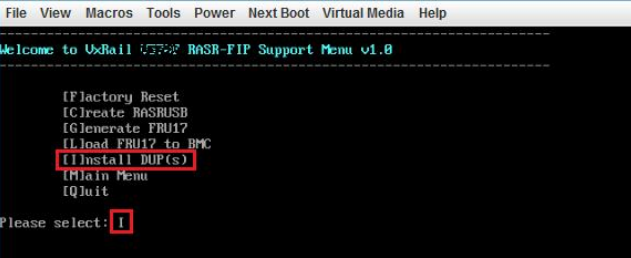 File View Macros Tools Power Next Boot Virtual Media Help
Welcome to VxRail RASR-FIP Support Menu v1.0
[F]actory Reset
[C]reate RASRUSB
[G]enerate FRU17
[L]oad FRU17 to BMC
[I]nstall DUP(s)
[M]ain Menu
[Q]uit
Please select: I